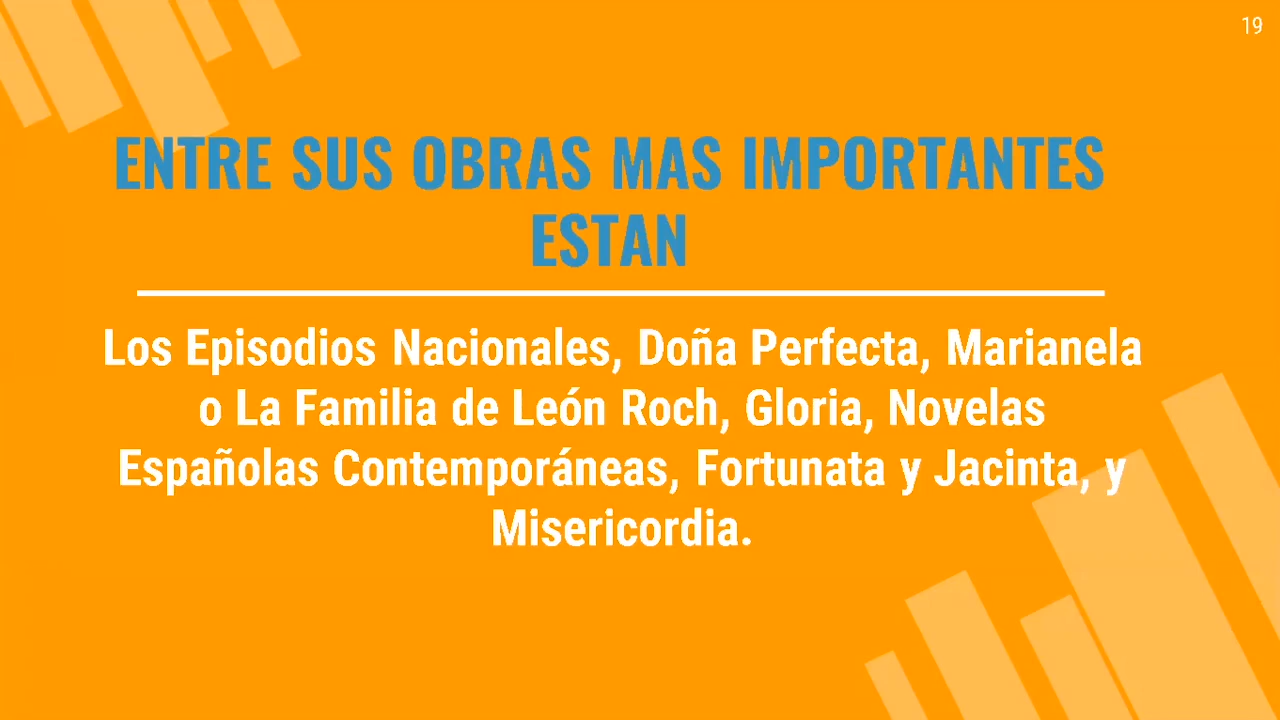 19
ENTRE SUS OBRAS MAS IMPORTANTES
ESTAN
Los Episodios Nacionales, Doña Perfecta, Marianela
o La Familia de León Roch, Gloria, Novelas
Españolas Contemporáneas, Fortunata y Jacinta, y
Misericordia.